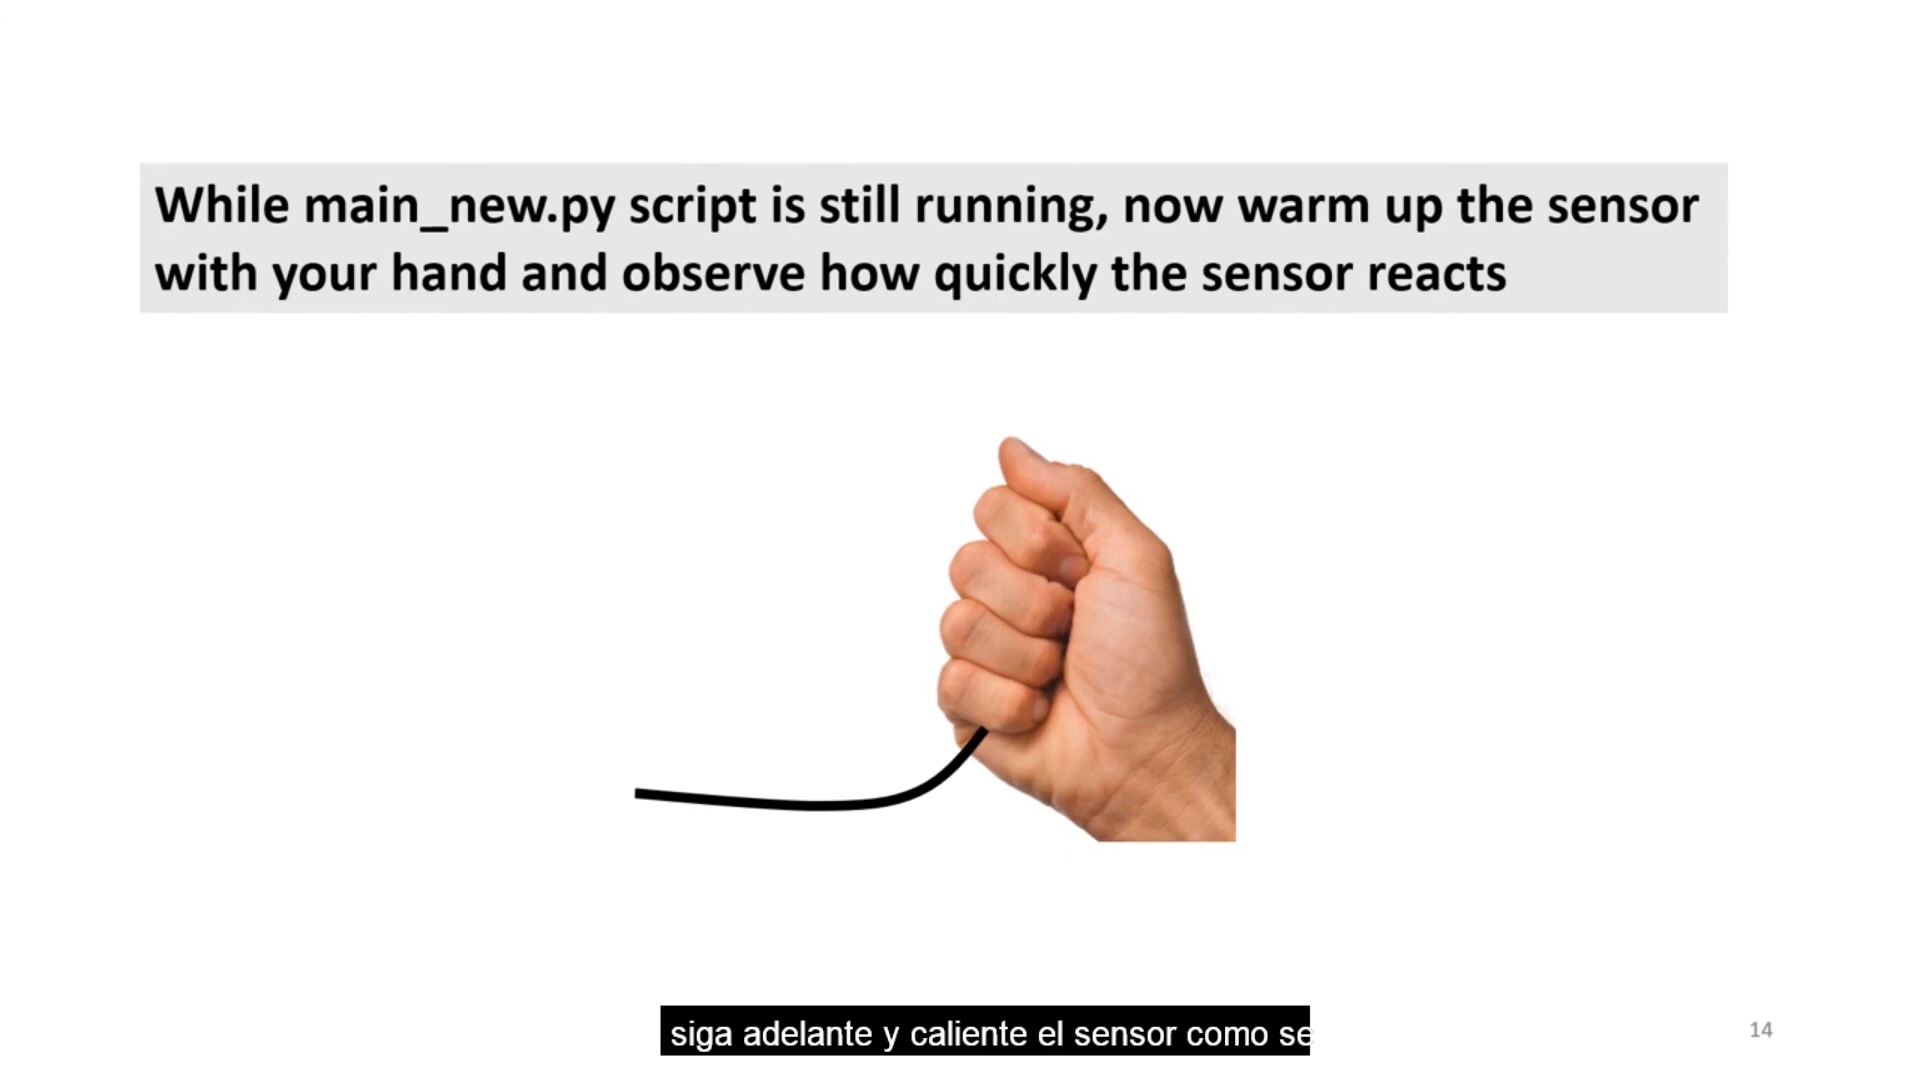 While main_new.py script is still running, now warm up the sensor
with your hand and observe how quickly the sensor reacts
siga adelante y caliente el sensor como se
14